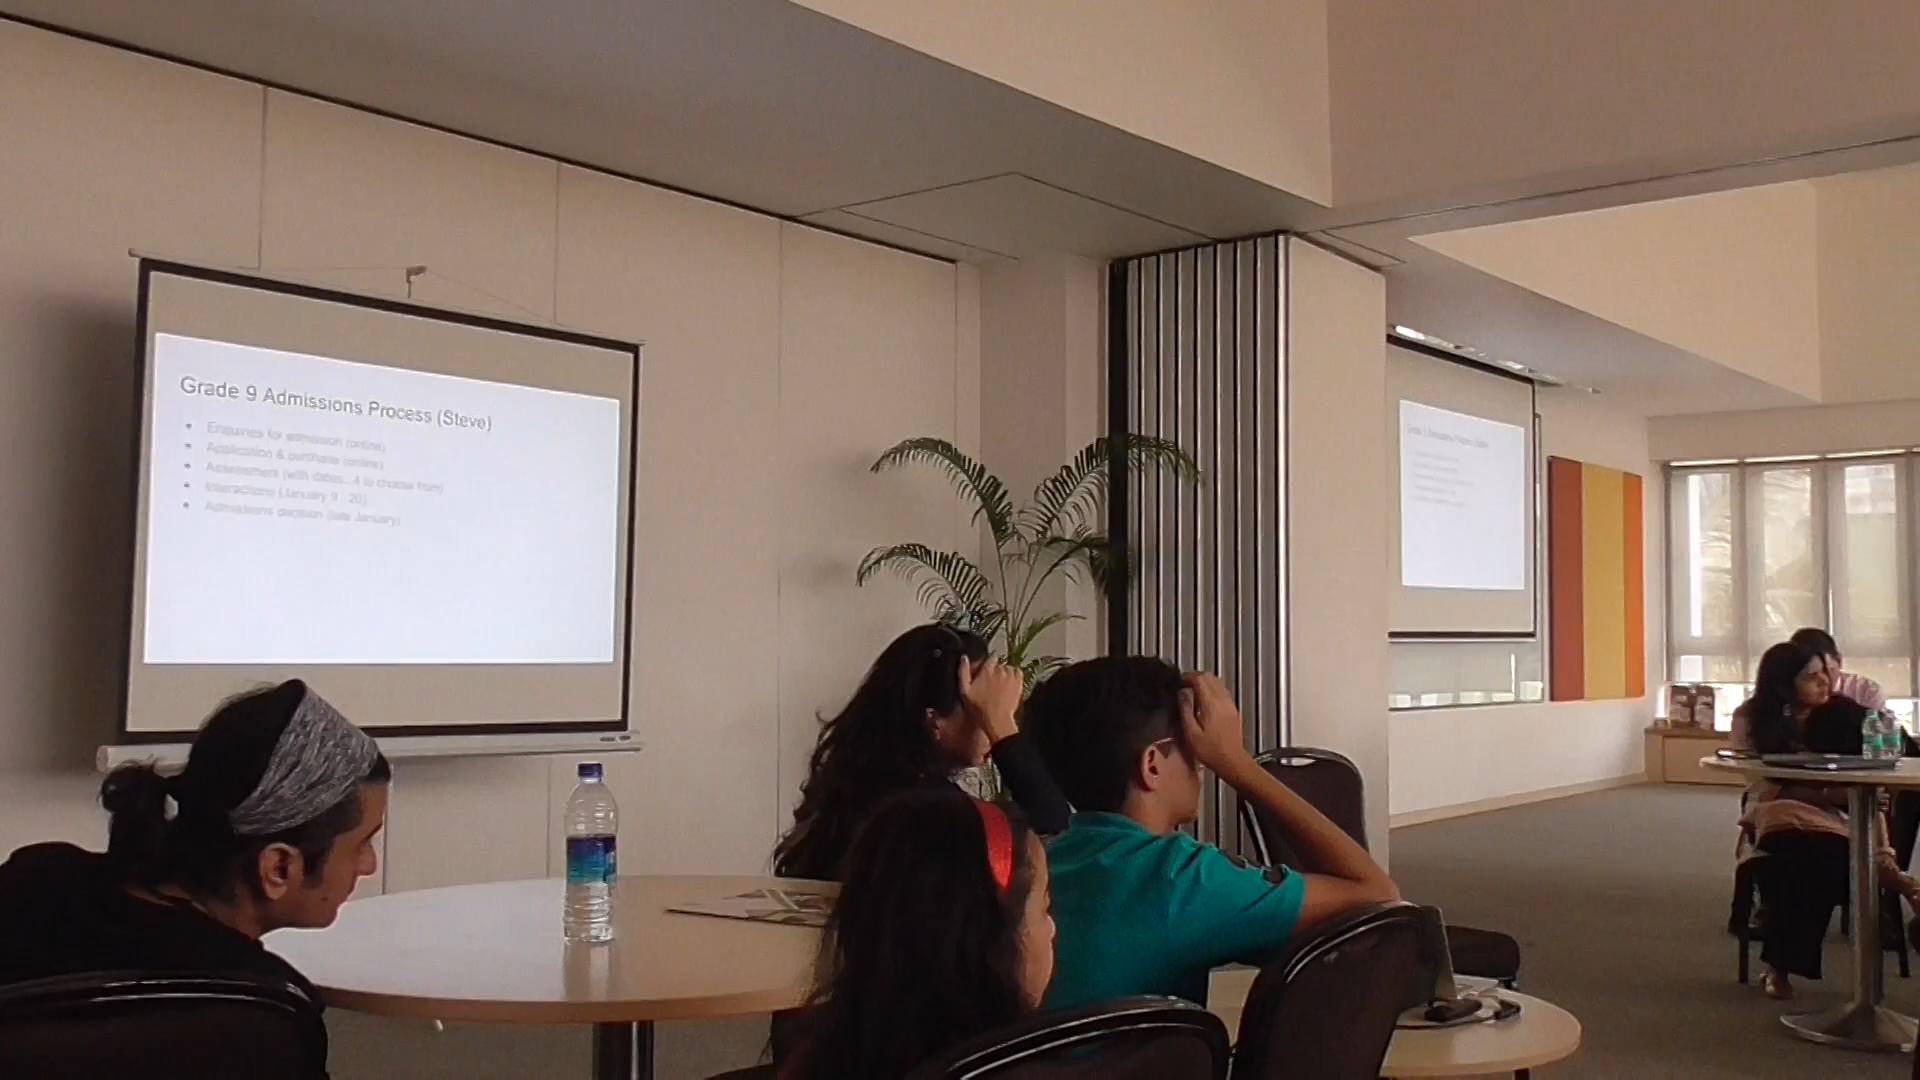 Grade 9 Admissions Process (Steve)
• Enquiries for admission (online)
• Application & purchase (online)
• Assessment (with dates...4 to choose from)
• Interactions (January 9 - 20)
• Admissions decision (late January)